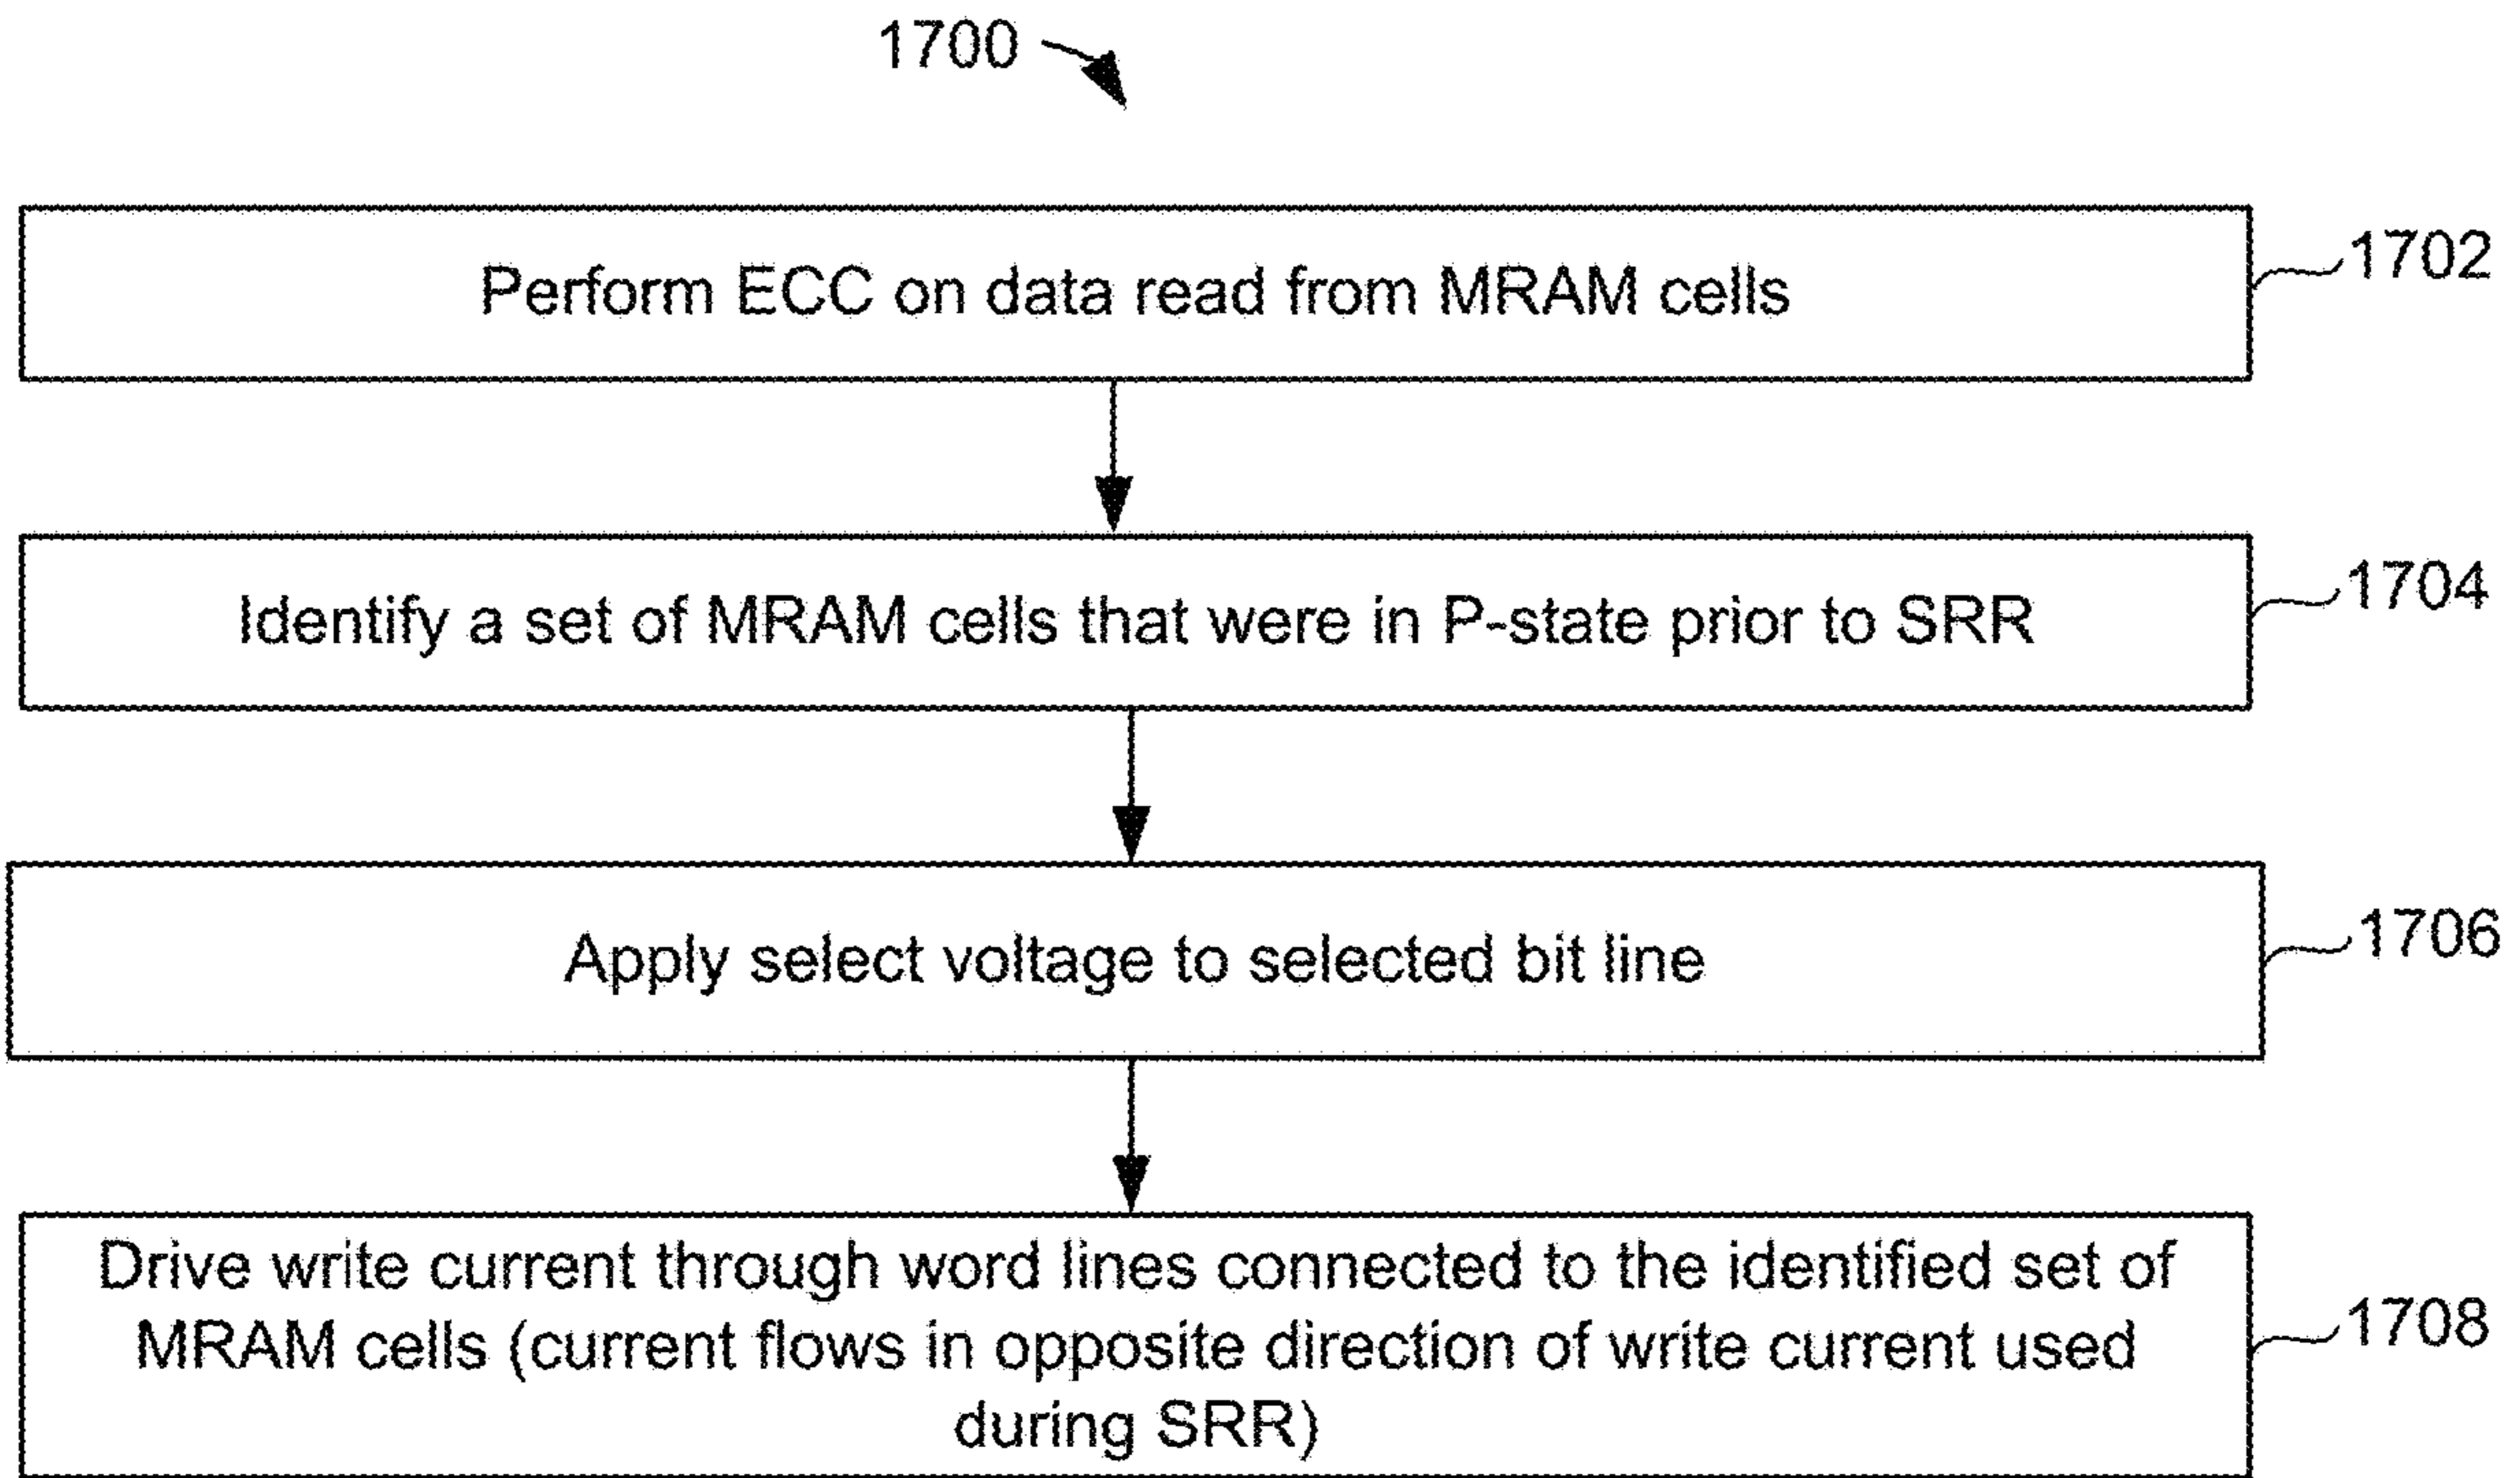 1700
Perform ECC on data read from MRAM cells
1702
Identify a set of MRAM cells that were in P-state prior to SRR
1704
Apply select voltage to selected bit line
1706
Drive write current through word lines connected to the identified set of
MRAM cells (current flows in opposite direction of write current used
during SRR)
1708